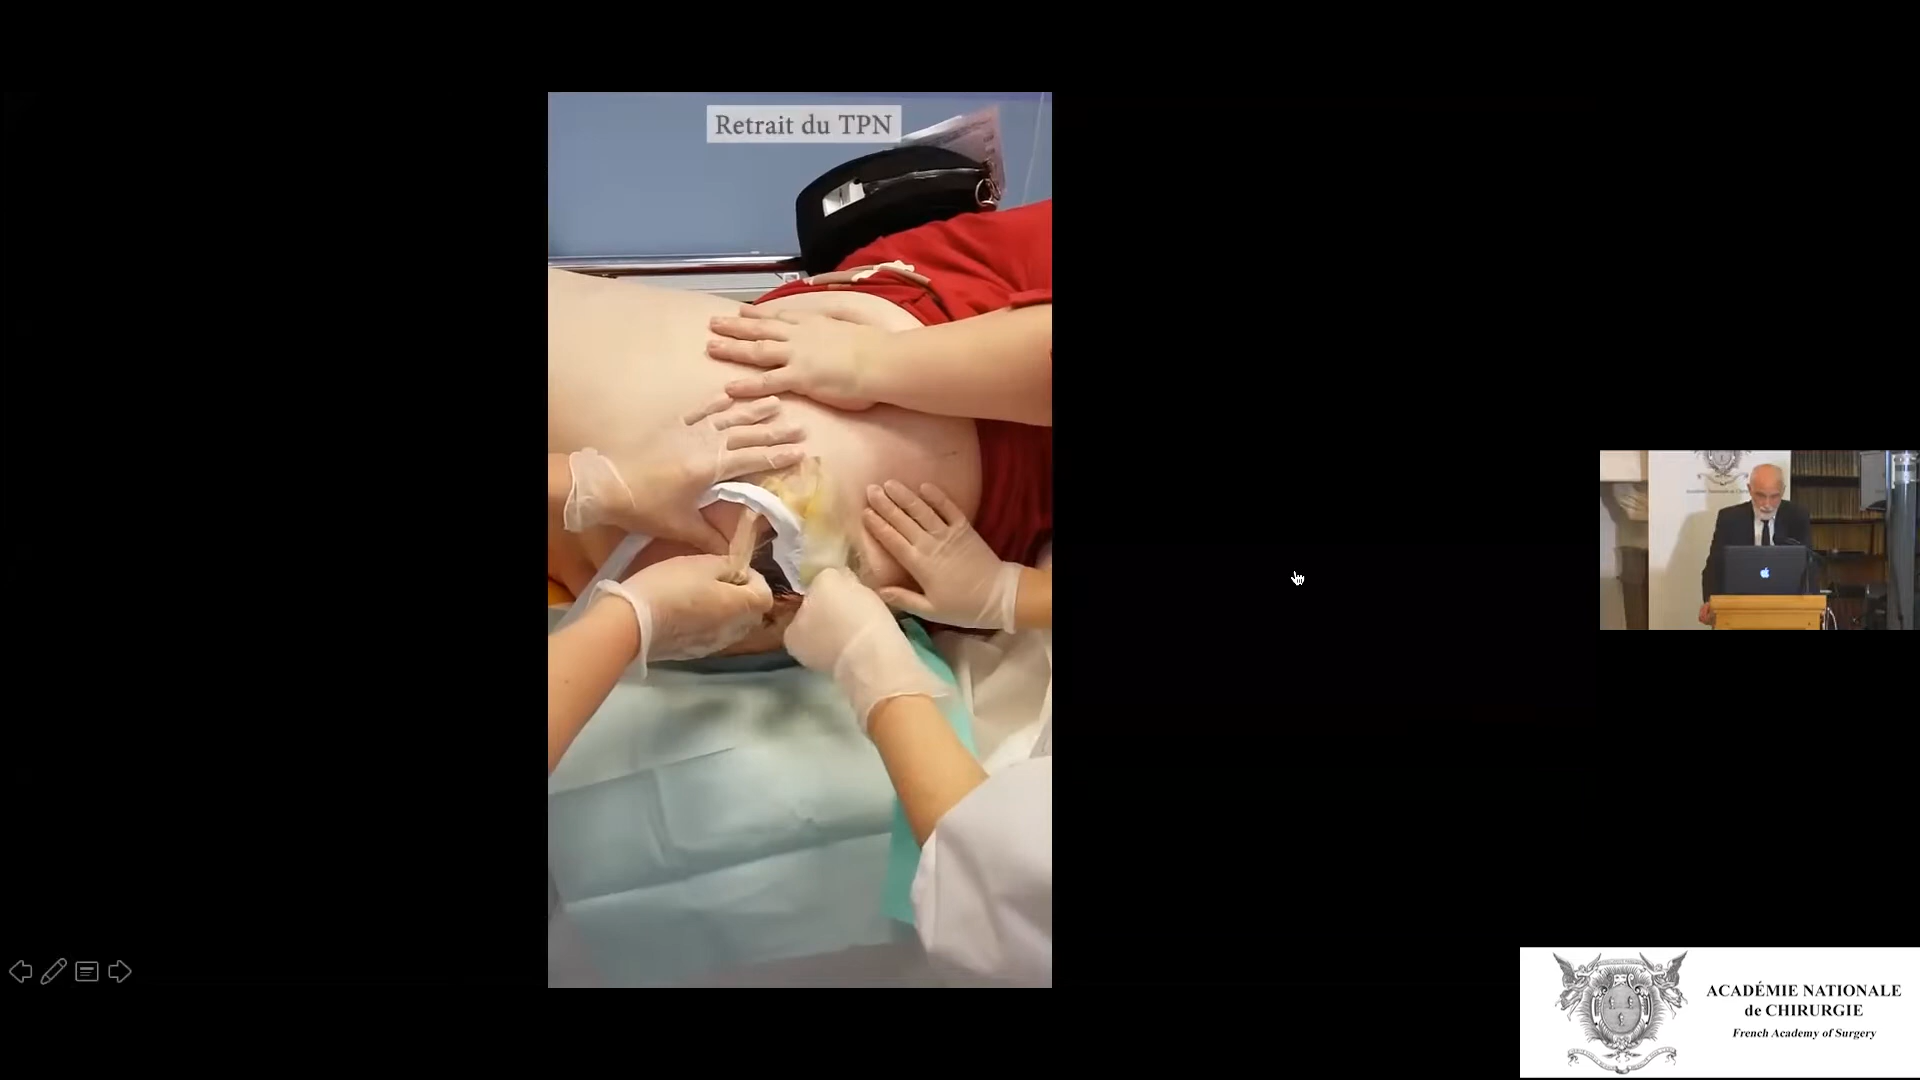 Retrait du TPN
ACADÉMIE NATIONALE
de CHIRURGIE
French Academy of Surgery